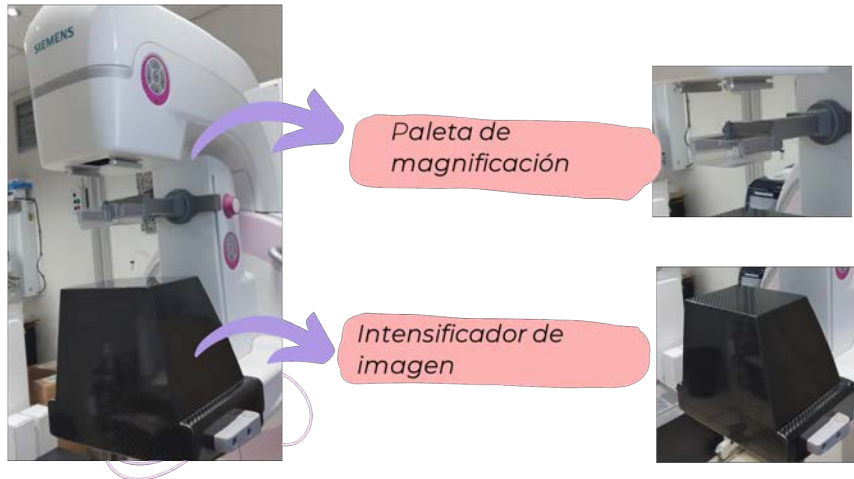 SIEMENS
Paleta de
magnificación
Intensificador de
imagen